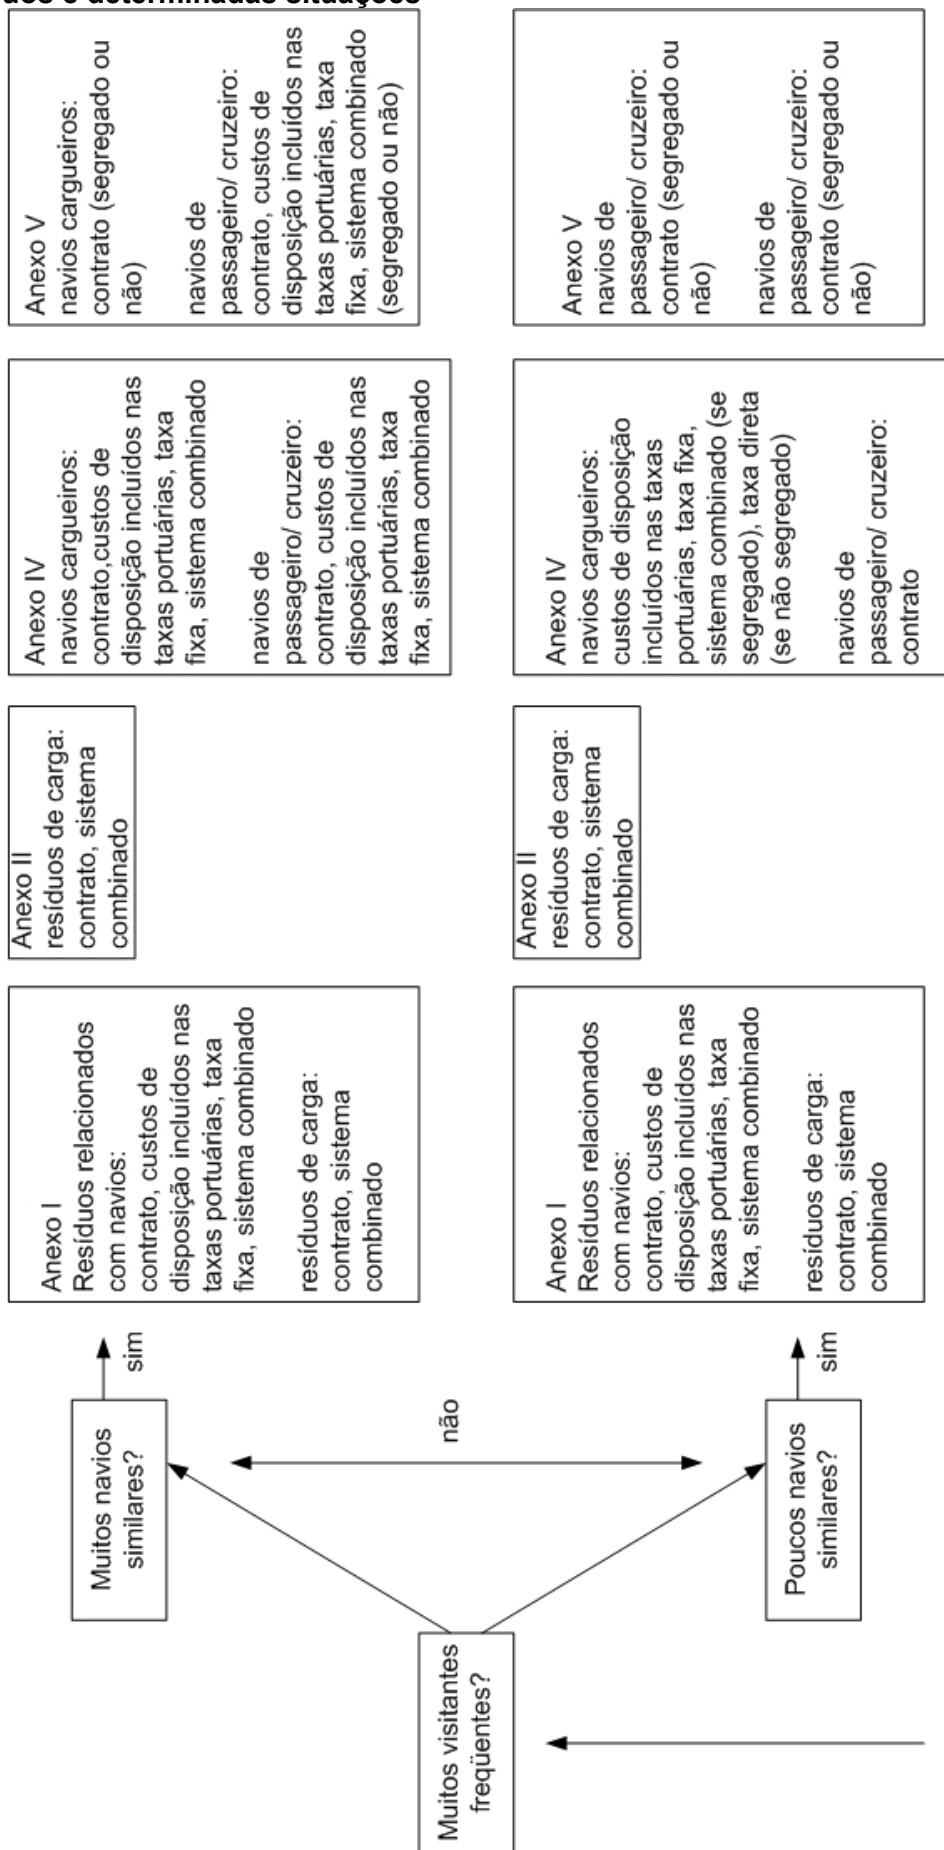 dos e determinadas situações
Muitos visitantes
freqüentes?
Muitos navios
similares?
sim
não
Poucos navios
similares?
sim
Anexo I
Resíduos relacionados
com navios:
contrato, custos de
disposição incluídos nas
taxas portuárias, taxa
fixa, sistema combinado
resíduos de carga:
contrato, sistema
combinado
Anexo II
resíduos de carga:
contrato, sistema
combinado
Anexo IV
navios cargueiros:
contrato,custos de
disposição incluídos nas
taxas portuárias, taxa
fixa, sistema combinado
navios de
passageiro/ cruzeiro:
contrato, custos de
disposição incluídos nas
taxas portuárias, taxa
fixa, sistema combinado
Anexo V
navios cargueiros:
contrato (segregado ou
não)
navios de
passageiro/ cruzeiro:
contrato, custos de
disposição incluídos nas
taxas portuárias, taxa
fixa, sistema combinado
(segregado ou não)
Anexo I
Resíduos relacionados
com navios:
contrato, custos de
disposição incluídos nas
taxas portuárias, taxa
fixa, sistema combinado
resíduos de carga:
contrato, sistema
combinado
Anexo II
resíduos de carga:
contrato, sistema
combinado
Anexo IV
navios cargueiros:
custos de disposição
incluídos nas taxas
portuárias, taxa fixa,
sistema combinado (se
segregado), taxa direta
(se não segregado)
navios de
passageiro/ cruzeiro:
contrato
Anexo V
navios de
passageiro/ cruzeiro:
contrato (segregado ou
não)
navios de
passageiro/ cruzeiro:
contrato (segregado ou
não)